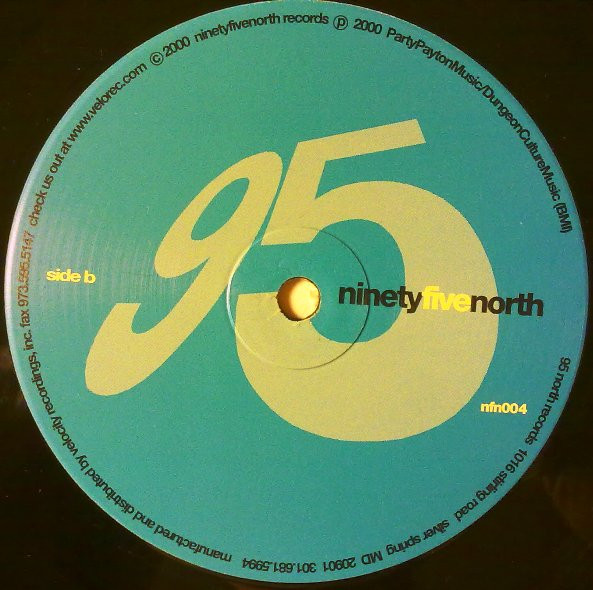 95
side b
ninetyfivenorth
nfn004
manufactured and distributed by velocity recordings, inc. fax 973.595.5147 check us out at www.velorec.com © 2000 ninetyfivenorth records ℗ 2000 PartyPaytonMusic/DungeonCultureMusic (BMI)
95 north records 1016 stirling road silver spring MD 20901 301.681.5994